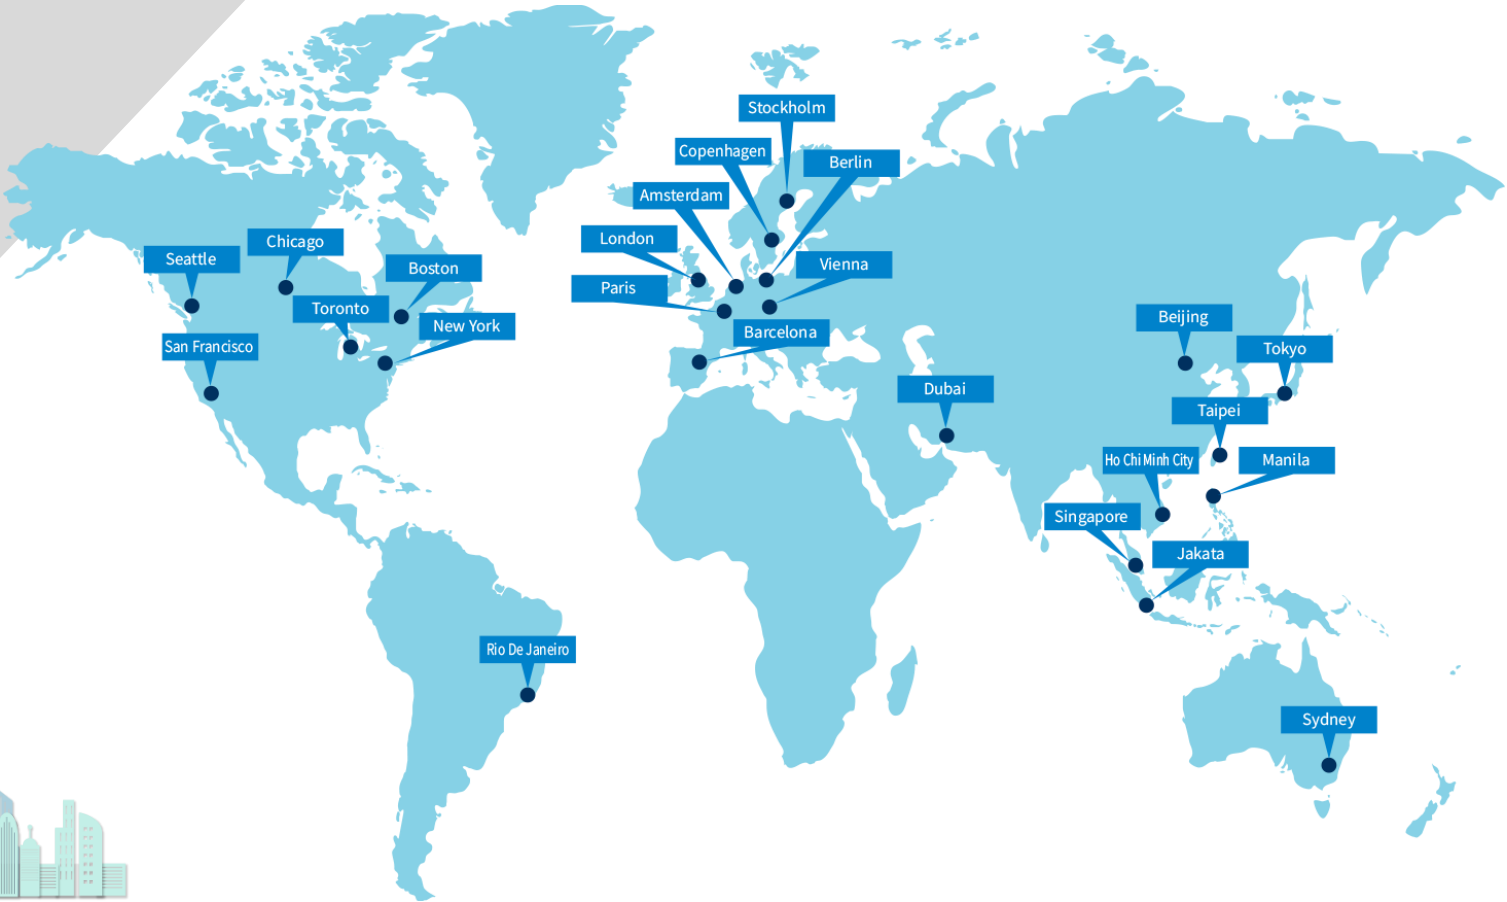 Stockholm
Copenhagen
Berlin
Amsterdam
London
Chicago
Seattle
Boston
Vienna
Paris
Toronto
New York
Barcelona
San Francisco
Beijing
Tokyo
Dubai
Taipei
Ho Chi Minh City
Manila
Singapore
Jakata
Rio De Janeiro
Sydney